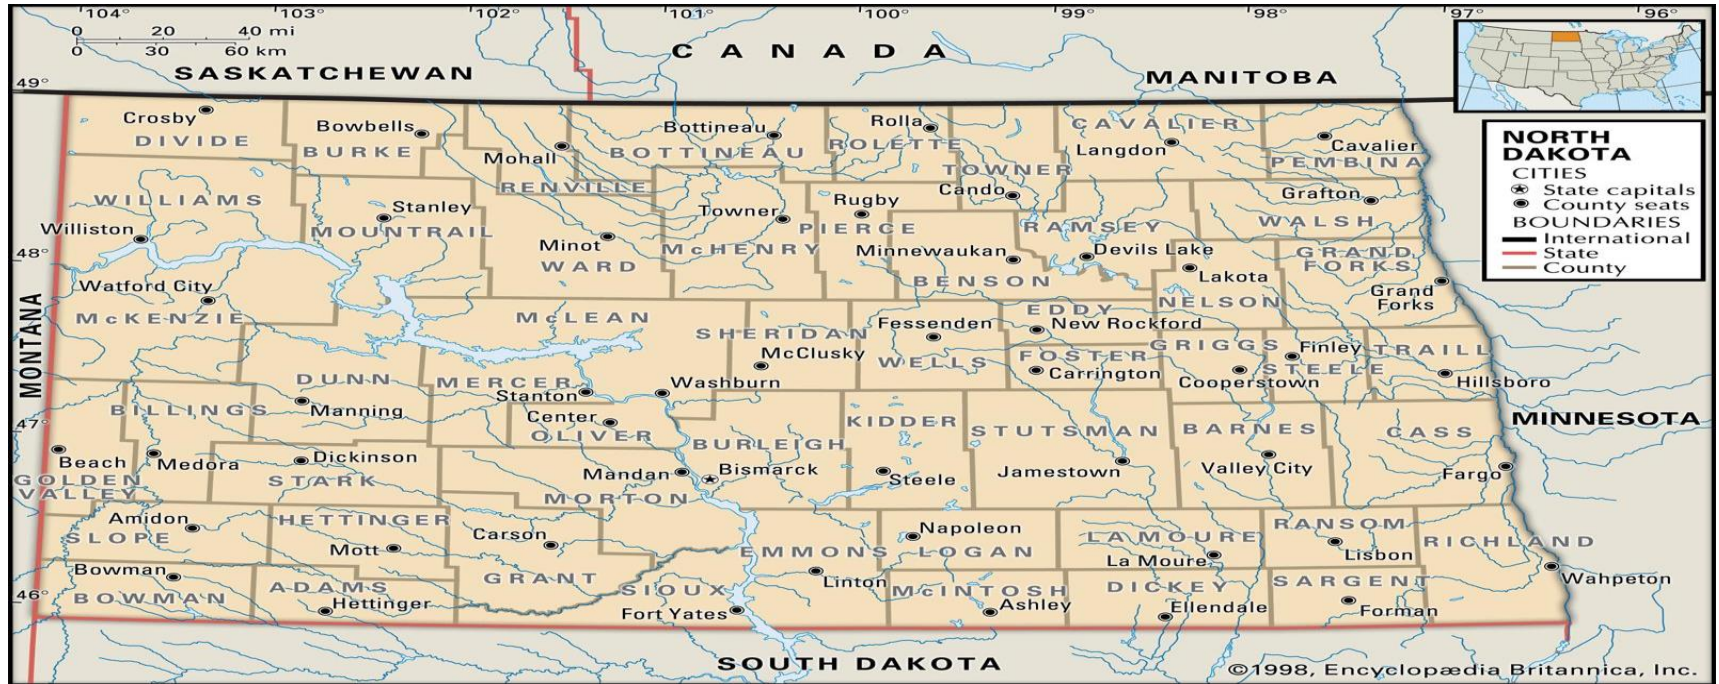 104° 103° 102° 101° 100° 99° 98° 97° 96°
0 20 40 mi
0 30 60 km
CANADA
SASKATCHEWAN
MANITOBA
49°
NORTH
DAKOTA
CITIES
State capitals
County seats
BOUNDARIES
International
State
County
Crosby
DIVIDE
Bowbells
BURKE
Mohall
RENVILLE
Bottineau
BOTTINEAU
Rolla
ROLETTE
TOWNER
Cando
CAVALIER
Langdon
Cavalier
PEMBINA
WILLIAMS
Williston
Stanley
MOUNTRAIL
Minot
WARD
Towner
McHENRY
Rugby
PIERCE
Minnewaukan
BENSON
RAMSEY
Devils Lake
Grafton
WALSH
Lakota
NELSON
GRAND
FORKS
Grand
Forks
48°
MONTANA
Watford City
McKENZIE
McLEAN
SHERIDAN
McClusky
Fessenden
WELLS
EDDY
New Rockford
FOSTER
Carrington
GRIGGS
Cooperstown
Finley
STEELE
TRAILL
Hillsboro
DUNN
Manning
MERCER
Stanton
Washburn
Center
OLIVER
BILLINGS
Medora
47°
Beach
GOLDEN
VALLEY
Dickinson
STARK
Mandan
MORTON
BURLEIGH
Bismarck
KIDDER
Steele
STUTSMAN
Jamestown
BARNES
Valley City
CASS
Fargo
MINNESOTA
Amidon
SLOPE
HETTINGER
Mott
Carson
GRANT
Bowman
BOWMAN
ADAMS
Hettinger
46°
SIOUX
Fort Yates
EMMONS
Linton
Napoleon
LOGAN
McINTOSH
Ashley
LA MOURE
La Moure
DICKEY
Ellendale
RANSOM
Lisbon
SARGENT
Forman
RICHLAND
Wahpeton
SOUTH DAKOTA
©1998, Encyclopædia Britannica, Inc.